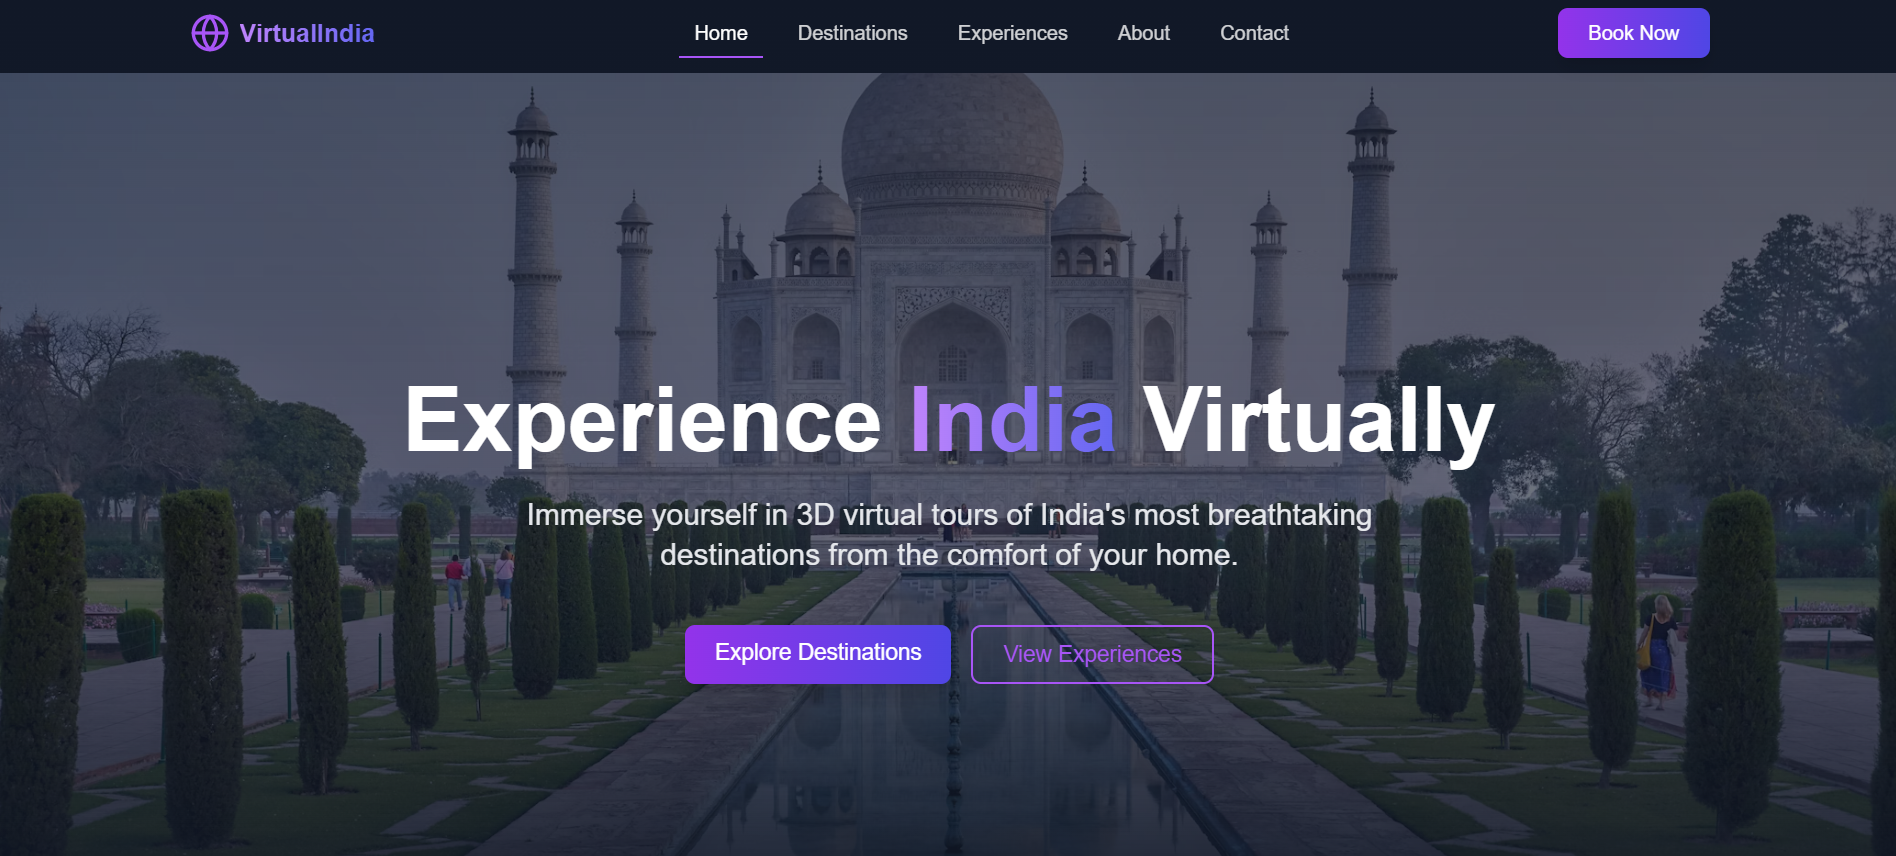 VirtualIndia
Home Destinations Experiences About Contact
Book Now
Experience India Virtually
Immerse yourself in 3D virtual tours of India's most breathtaking
destinations from the comfort of your home.
Explore Destinations
View Experiences